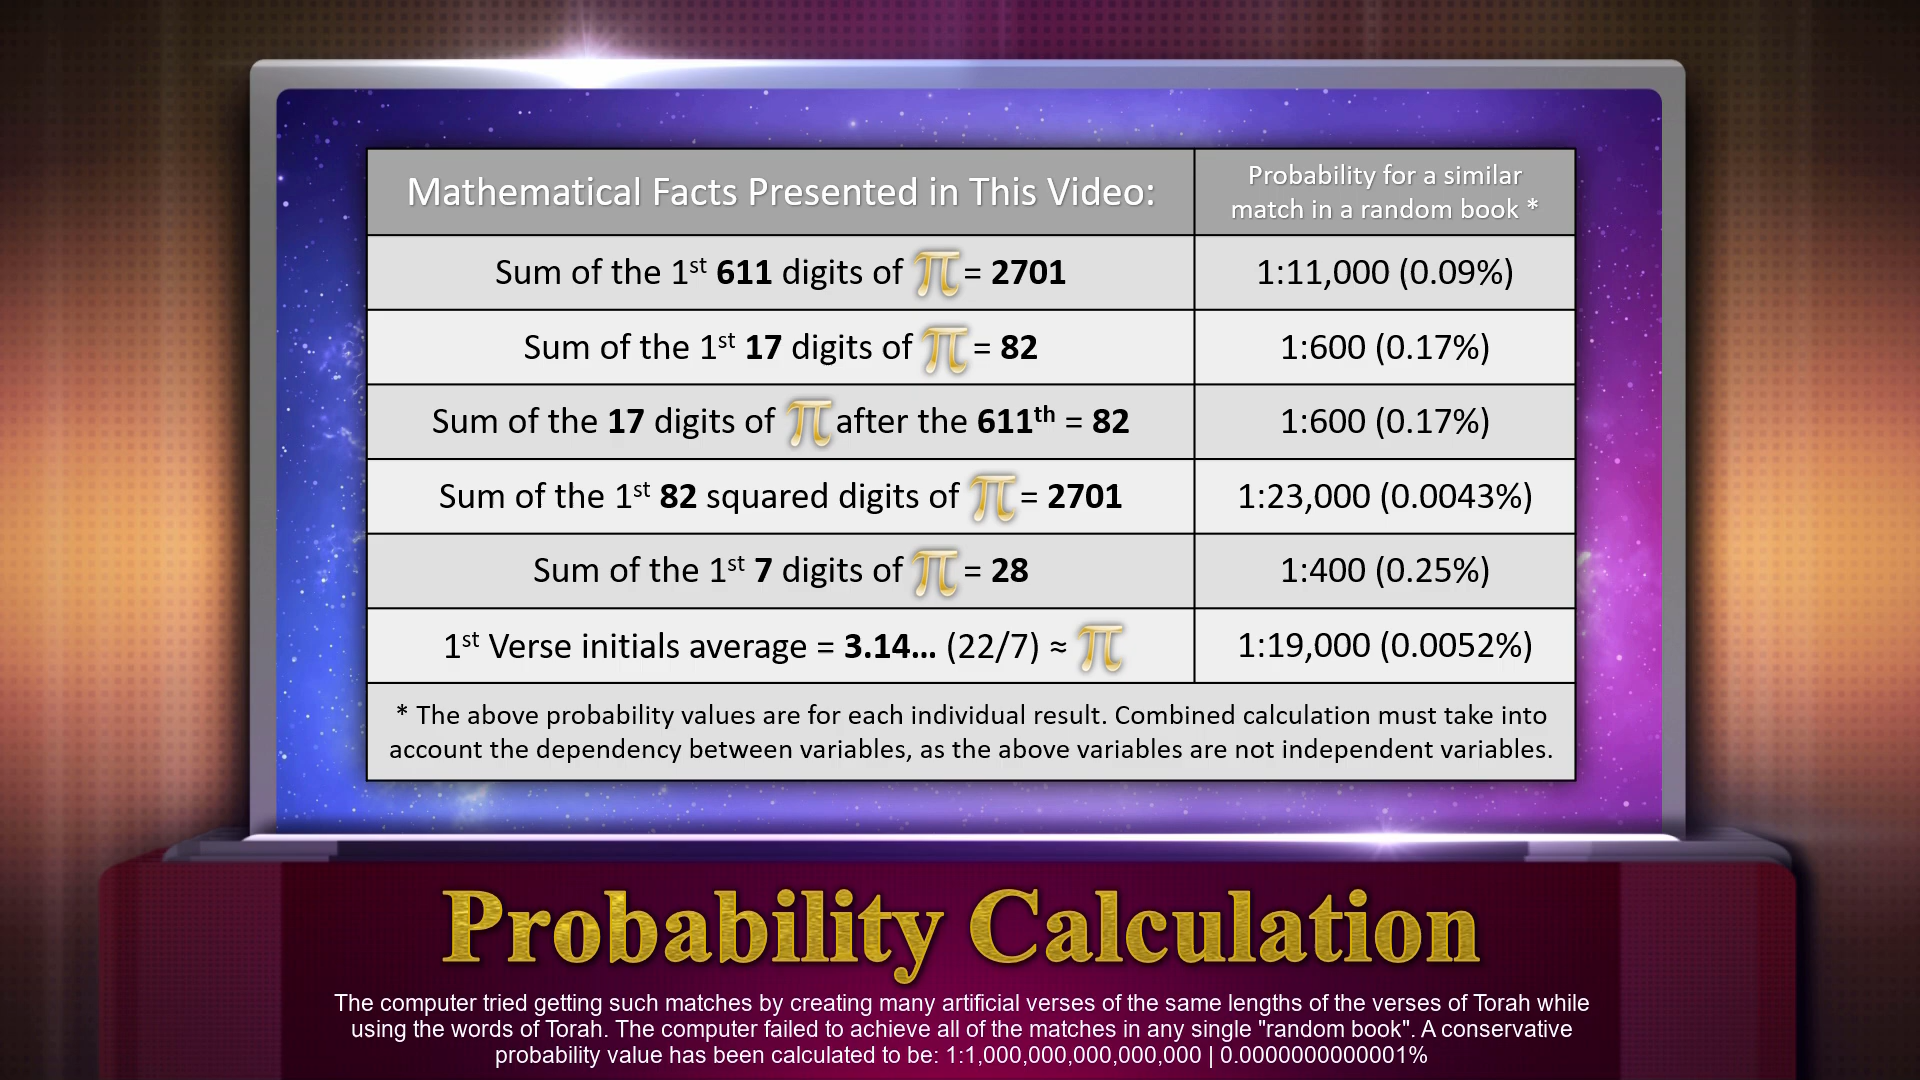 Mathematical Facts Presented in This Video:
Probability for a similar
match in a random book *
Sum of the 1st 611 digits of π = 2701
1:11,000 (0.09%)
Sum of the 1st 17 digits of π = 82
1:600 (0.17%)
Sum of the 17 digits of π after the 611th = 82
1:600 (0.17%)
Sum of the 1st 82 squared digits of π = 2701
1:23,000 (0.0043%)
Sum of the 1st 7 digits of π = 28
1:400 (0.25%)
1st Verse initials average = 3.14... (22/7) ≈ π
1:19,000 (0.0052%)
* The above probability values are for each individual result. Combined calculation must take into
account the dependency between variables, as the above variables are not independent variables.
Probability Calculation
The computer tried getting such matches by creating many artificial verses of the same lengths of the verses of Torah while
using the words of Torah. The computer failed to achieve all of the matches in any single "random book". A conservative
probability value has been calculated to be: 1:1,000,000,000,000,000 | 0.0000000000001%